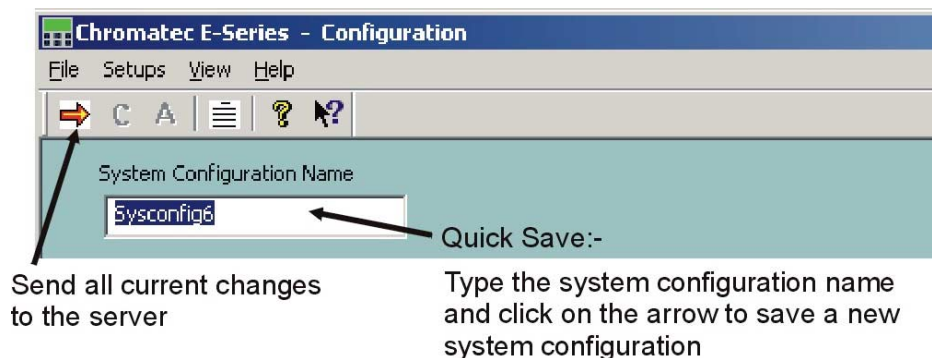 Chromatec E-Series - Configuration
File Setups View Help
C A ?  ?
System Configuration Name
Sysconfig6
Quick Save:-
Send all current changes
to the server
Type the system configuration name
and click on the arrow to save a new
system configuration